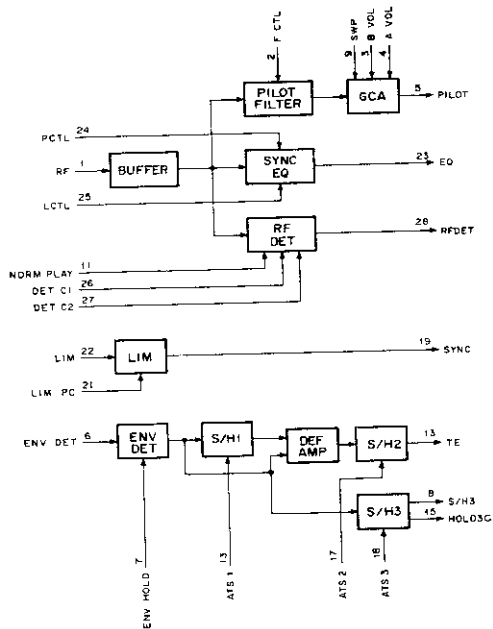 2 F CTL
9 SWP
3 B VOL
4 A VOL
PILOT
FILTER
GCA
5
PILOT
PCTL
24
RF
1
BUFFER
SYNC
EQ
23
EQ
LCTL
25
RF
DET
28
RFDET
NORM PLAY
11
DET C1
26
DET C2
27
LIM
22
LIM
19
SYNC
LIM PC
21
ENV DET
6
ENV
DET
S/H1
DEF
AMP
S/H2
13
TE
S/H3
8
S/H3
15
HOLD3C
7
ENV HOLD
13
ATS 1
17
ATS 2
18
ATS 3